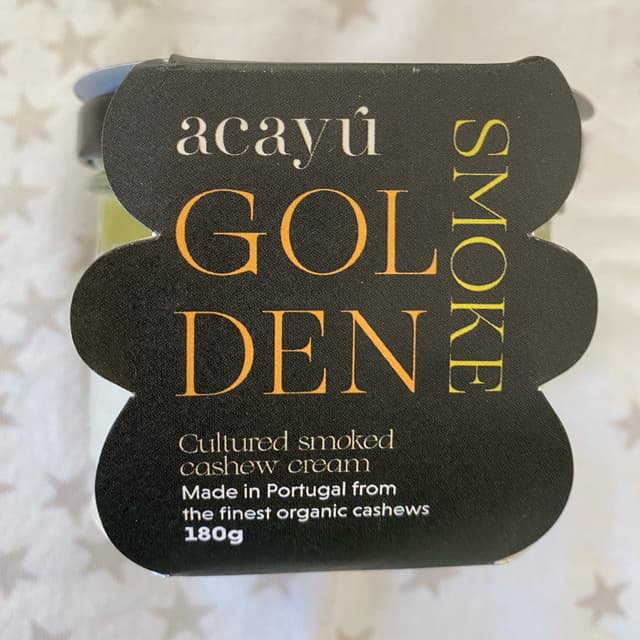 acayú
GOL
DEN
SMOKE
Cultured smoked
cashew cream
Made in Portugal from
the finest organic cashews
180g